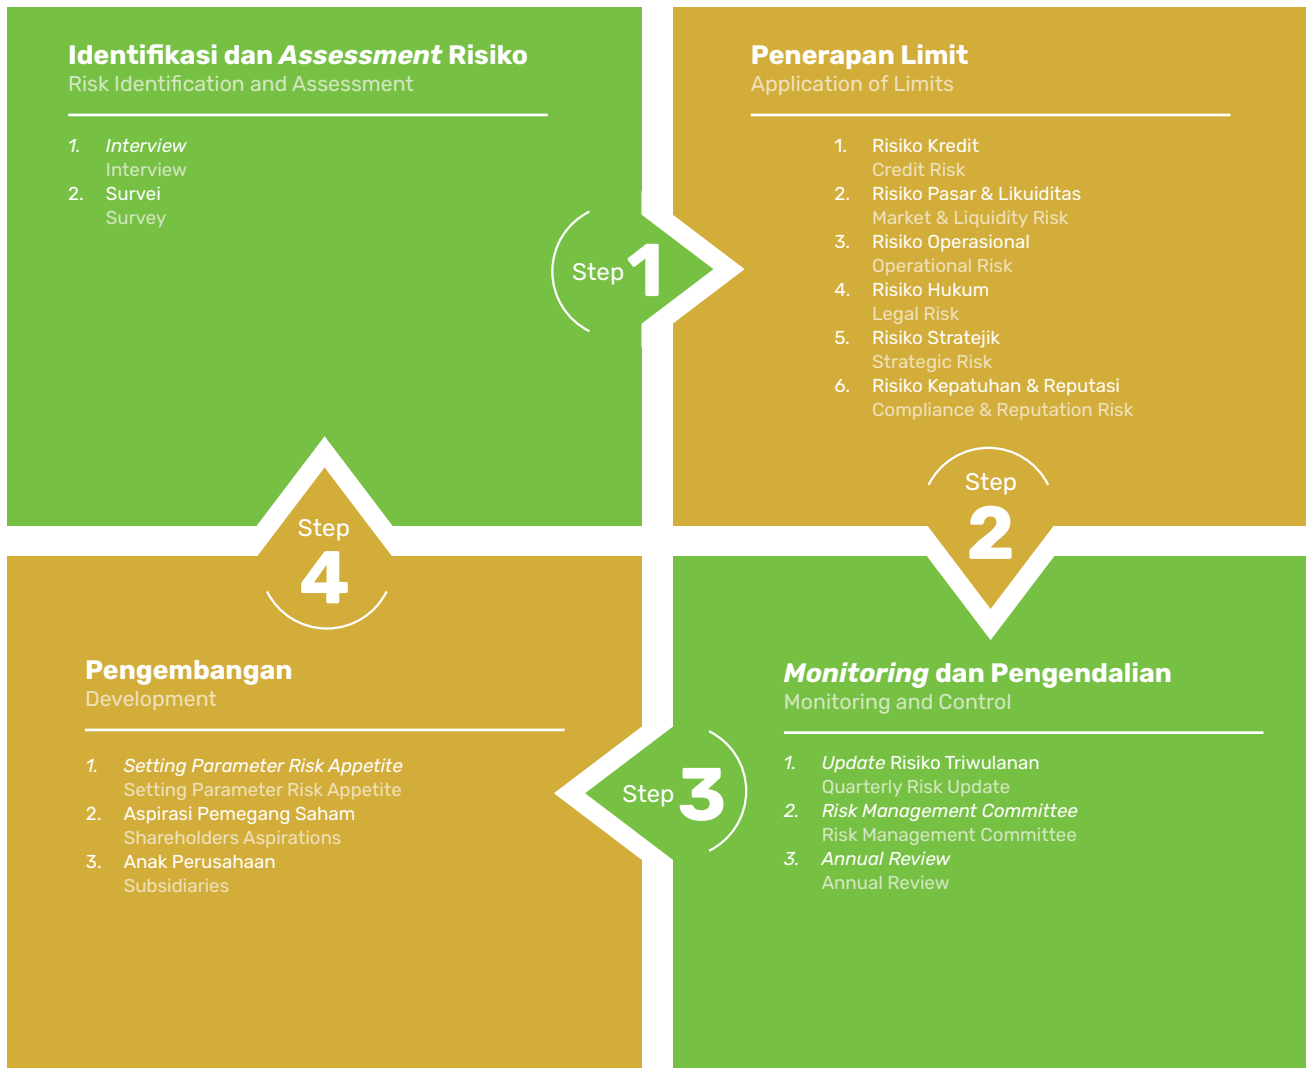 Identifikasi dan Assessment Risiko
Risk Identification and Assessment
1. Interview
Interview
2. Survei
Survey
Step 1
Penerapan Limit
Application of Limits
1. Risiko Kredit
Credit Risk
2. Risiko Pasar & Likuiditas
Market & Liquidity Risk
3. Risiko Operasional
Operational Risk
4. Risiko Hukum
Legal Risk
5. Risiko Stratejik
Strategic Risk
6. Risiko Kepatuhan & Reputasi
Compliance & Reputation Risk
Step
2
Monitoring dan Pengendalian
Monitoring and Control
1. Update Risiko Triwulanan
Quarterly Risk Update
2. Risk Management Committee
Risk Management Committee
3. Annual Review
Annual Review
Step 3
Step
4
Pengembangan
Development
1. Setting Parameter Risk Appetite
Setting Parameter Risk Appetite
2. Aspirasi Pemegang Saham
Shareholders Aspirations
3. Anak Perusahaan
Subsidiaries